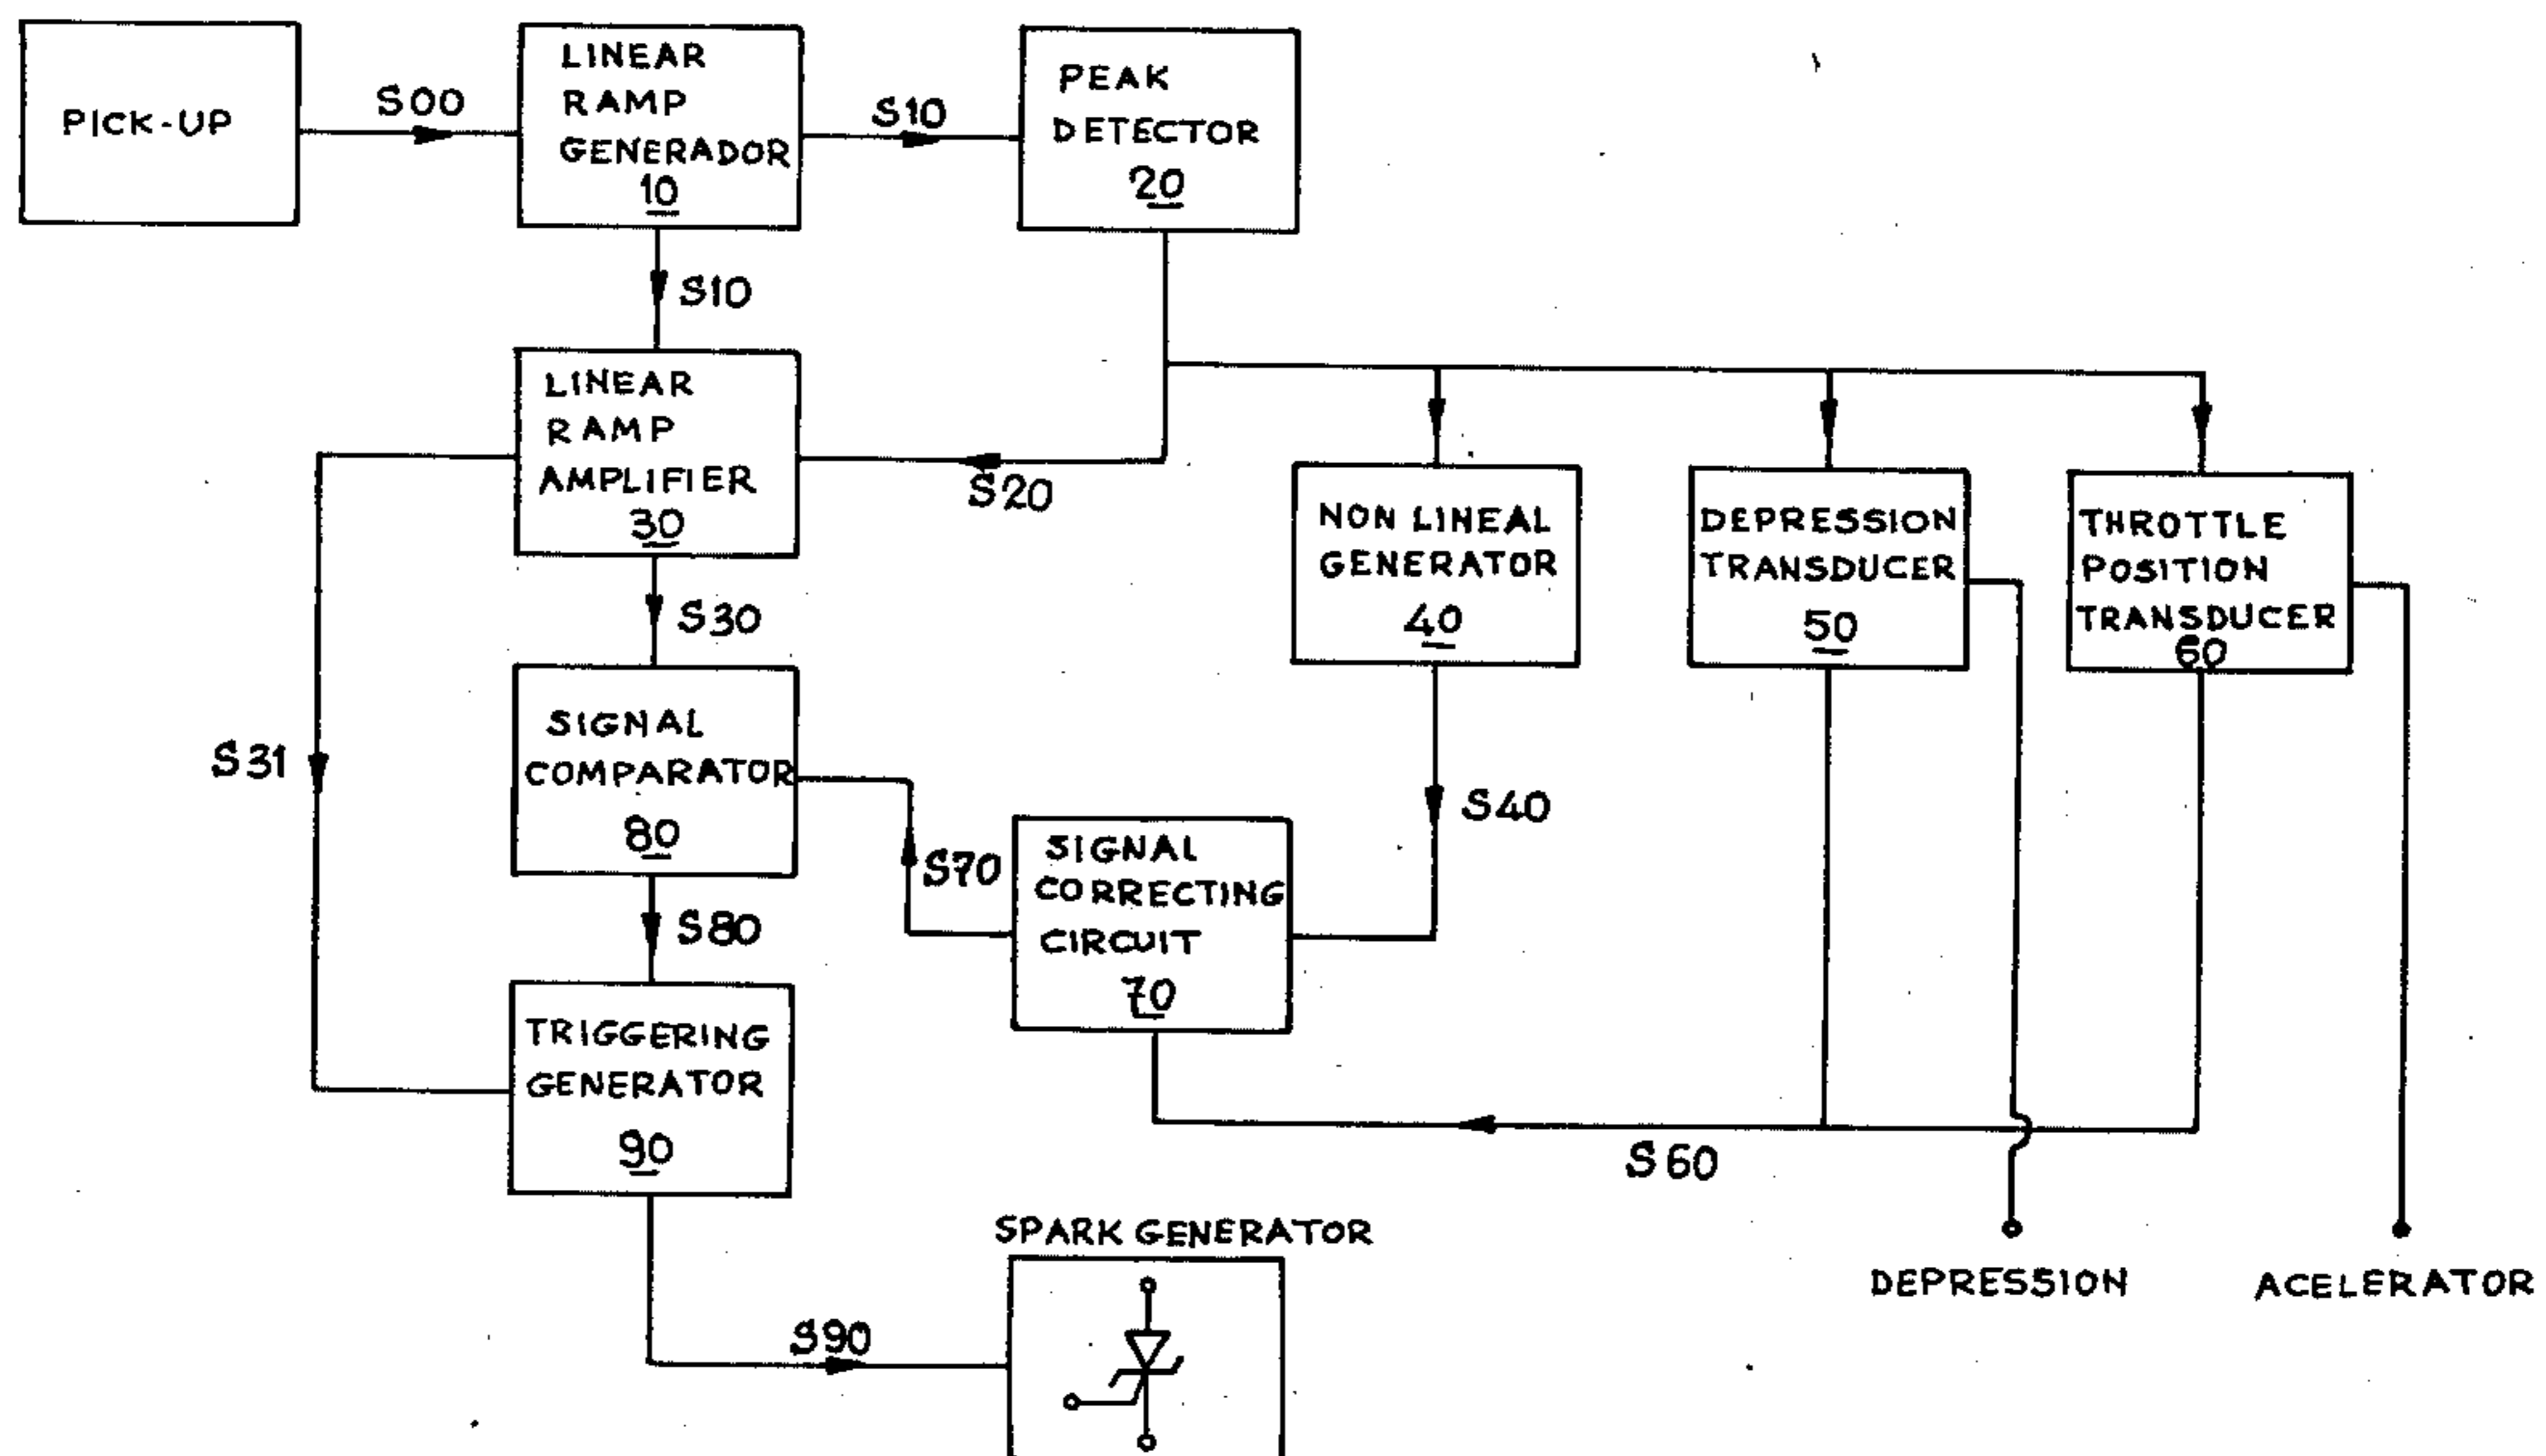 PICK-UP
S00
LINEAR
RAMP
GENERADOR
10
S10
PEAK
DETECTOR
20
S10
LINEAR
RAMP
AMPLIFIER
30
S20
NON LINEAL
GENERATOR
40
DEPRESSION
TRANSDUCER
50
THROTTLE
POSITION
TRANSDUCER
60
S30
S31
SIGNAL
COMPARATOR
80
S70
SIGNAL
CORRECTING
CIRCUIT
70
S40
S80
TRIGGERING
GENERATOR
90
S60
SPARK GENERATOR
S90
DEPRESSION
ACELERATOR